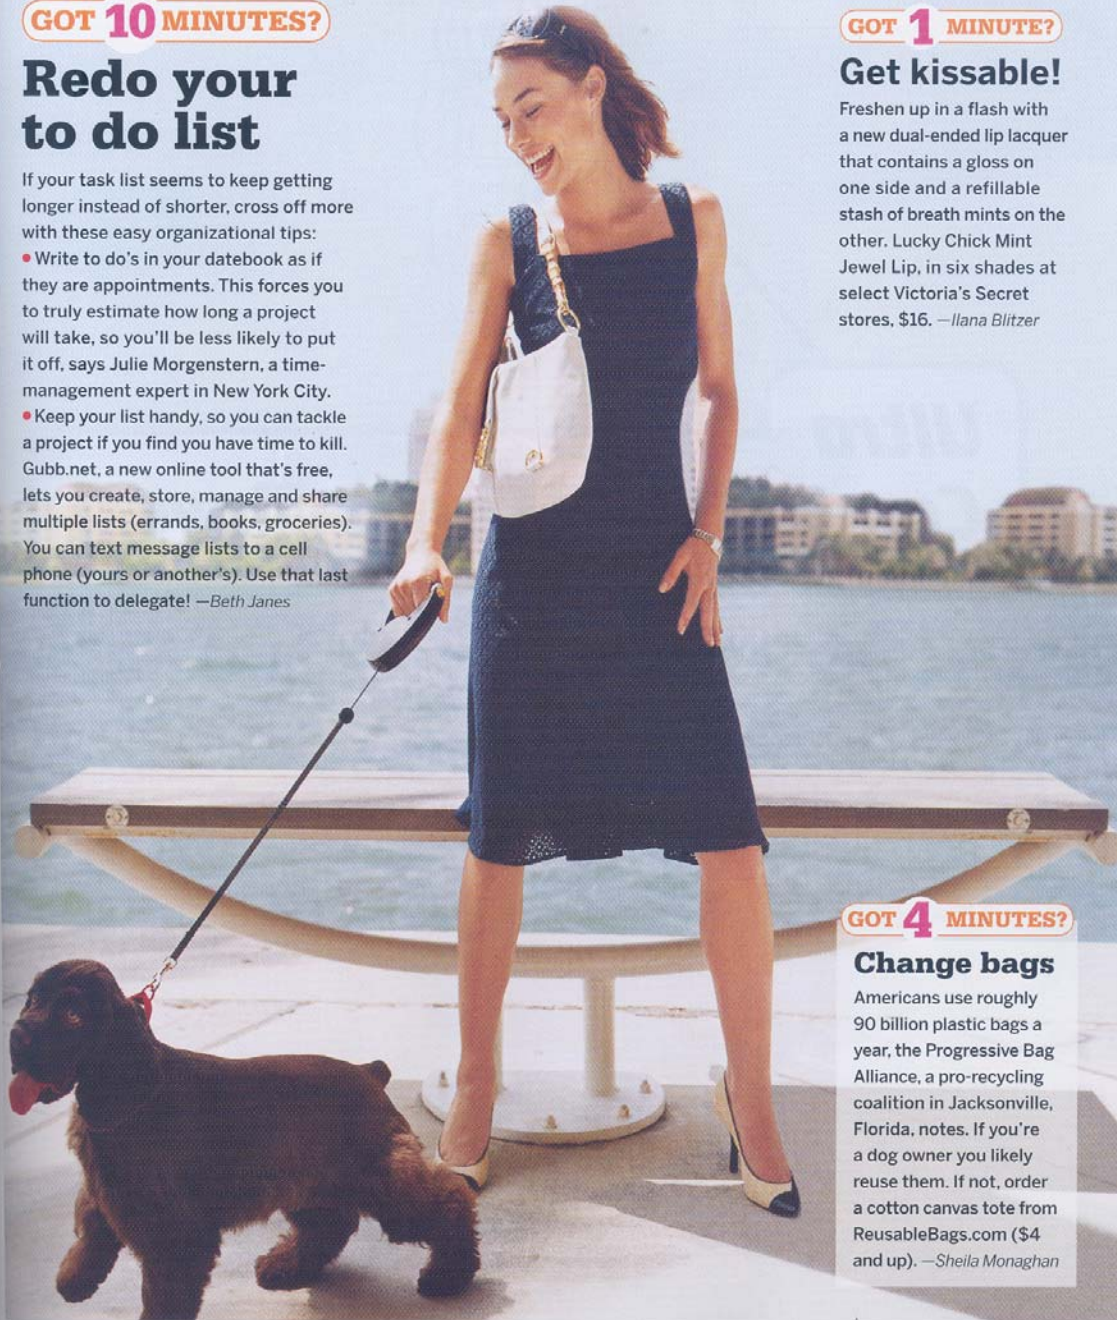 GOT 10 MINUTES?
Redo your
to do list
If your task list seems to keep getting
longer instead of shorter, cross off more
with these easy organizational tips:
• Write to do's in your datebook as if
they are appointments. This forces you
to truly estimate how long a project
will take, so you'll be less likely to put
it off, says Julie Morgenstern, a time-
management expert in New York City.
• Keep your list handy, so you can tackle
a project if you find you have time to kill.
Gubb.net, a new online tool that's free,
lets you create, store, manage and share
multiple lists (errands, books, groceries).
You can text message lists to a cell
phone (yours or another's). Use that last
function to delegate! —Beth Janes
GOT 1 MINUTE?
Get kissable!
Freshen up in a flash with
a new dual-ended lip lacquer
that contains a gloss on
one side and a refillable
stash of breath mints on the
other. Lucky Chick Mint
Jewel Lip, in six shades at
select Victoria's Secret
stores, $16. —Ilana Blitzer
GOT 4 MINUTES?
Change bags
Americans use roughly
90 billion plastic bags a
year, the Progressive Bag
Alliance, a pro-recycling
coalition in Jacksonville,
Florida, notes. If you're
a dog owner you likely
reuse them. If not, order
a cotton canvas tote from
ReusableBags.com ($4
and up). —Sheila Monaghan